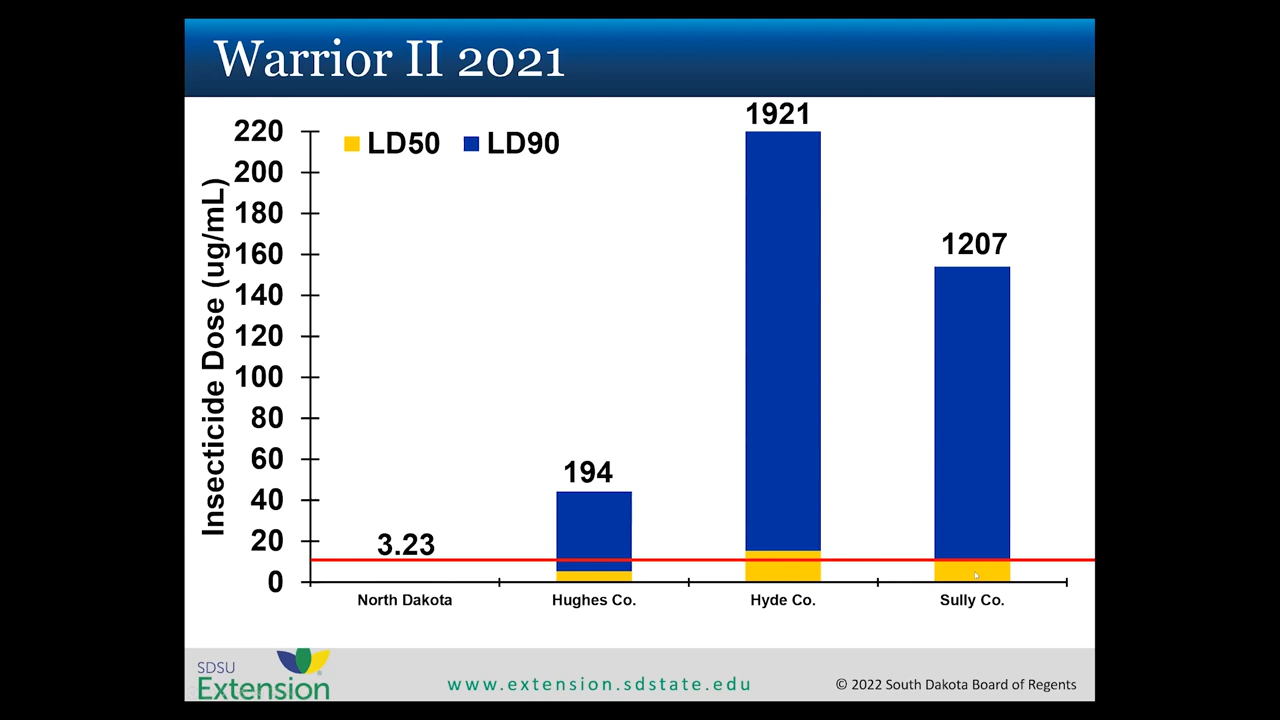 Warrior II 2021
LD50 LD90
Insecticide Dose (ug/mL)
220
200
180
160
140
120
100
80
60
40
20
0
3.23
194
1921
1207
North Dakota
Hughes Co.
Hyde Co.
Sully Co.
SDSU
Extension
www.extension.sdstate.edu
© 2022 South Dakota Board of Regents